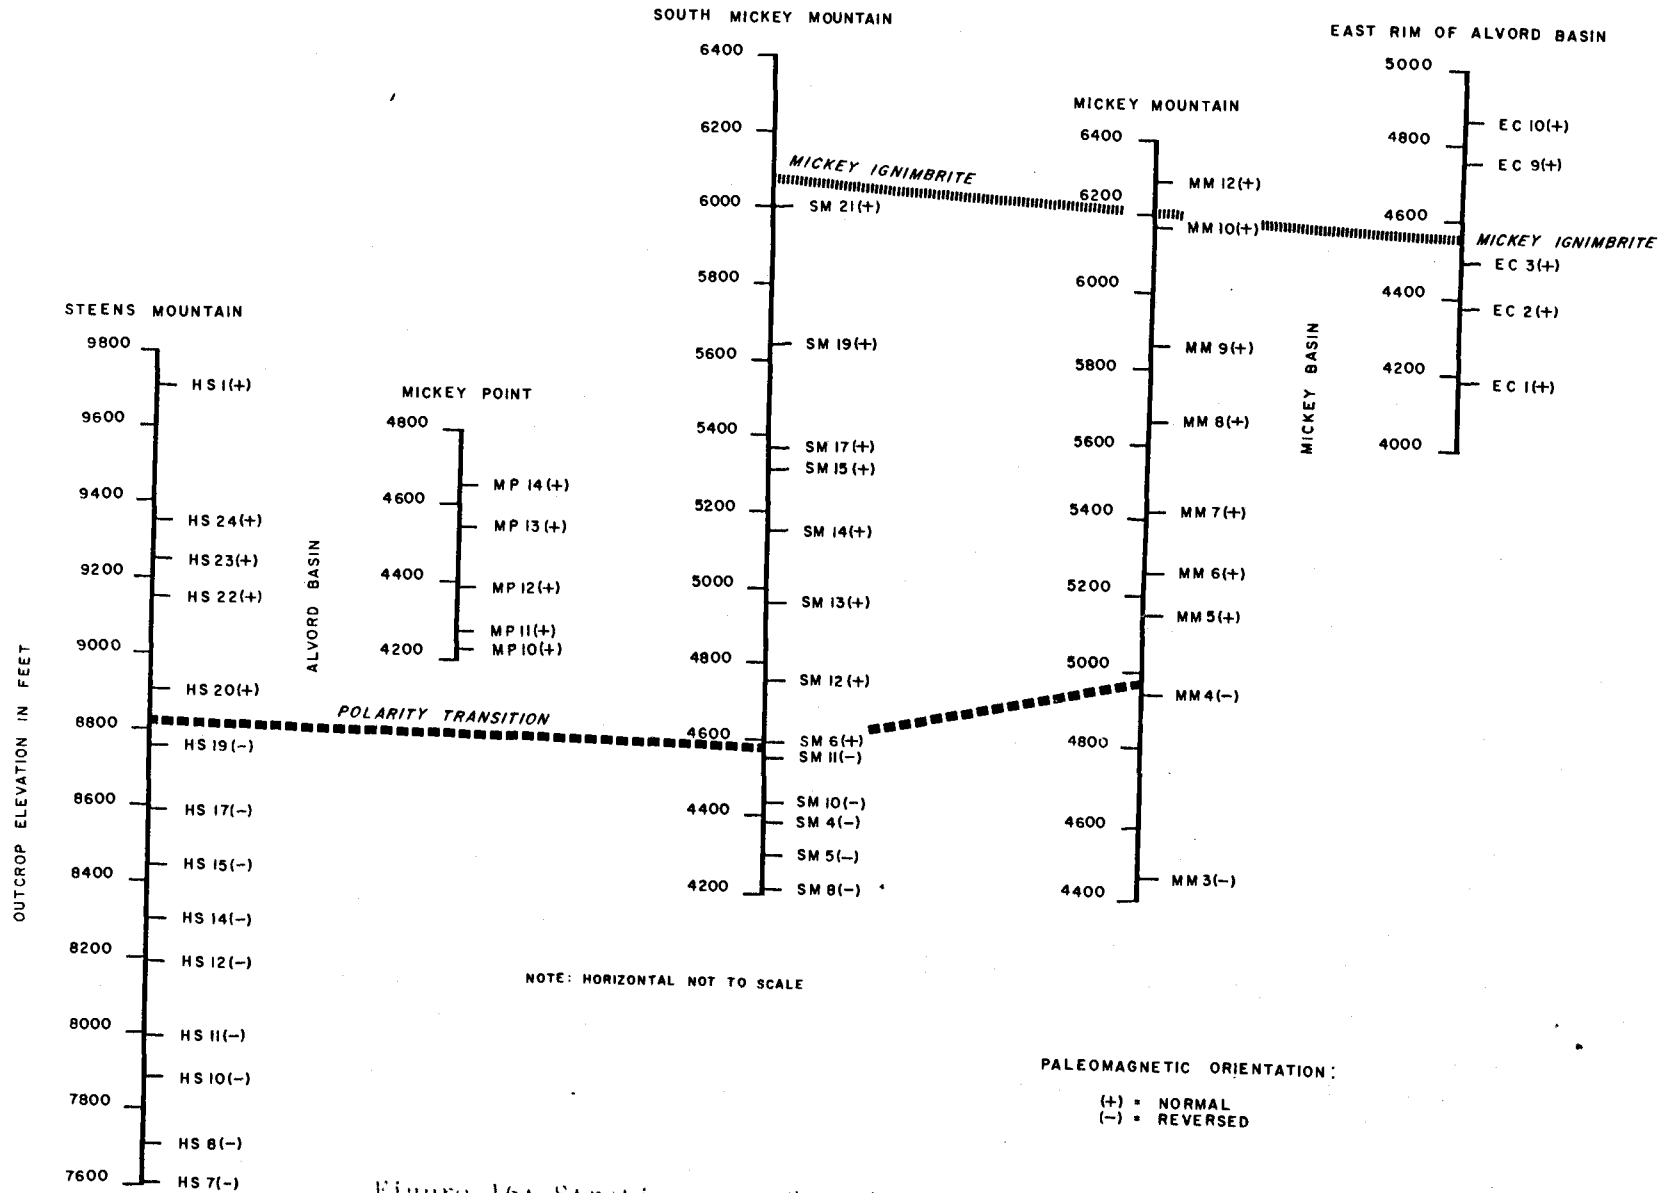 SOUTH MICKEY MOUNTAIN
6400
6200
6000
5800
5600
5400
5200
5000
4800
4600
4400
4200
MICKEY IGNIMBRITE
SM 21(+)
SM 19(+)
SM 17(+)
SM 15(+)
SM 14(+)
SM 13(+)
SM 12(+)
SM 6(+)
SM 11(-)
SM 10(-)
SM 4(-)
SM 5(-)
SM 8(-)
EAST RIM OF ALVORD BASIN
5000
4800
4600
4400
4200
4000
EC 10(+)
EC 9(+)
MICKEY IGNIMBRITE
EC 3(+)
EC 2(+)
EC 1(+)
MICKEY MOUNTAIN
6400
6200
6000
5800
5600
5400
5200
5000
4800
4600
4400
MM 12(+)
MM 10(+)
MM 9(+)
MM 8(+)
MM 7(+)
MM 6(+)
MM 5(+)
MM 4(-)
MM 3(-)
MICKEY BASIN
STEENS MOUNTAIN
9800
9600
9400
9200
9000
8800
8600
8400
8200
8000
7800
7600
HS 1(+)
HS 24(+)
HS 23(+)
HS 22(+)
HS 20(+)
HS 19(-)
HS 17(-)
HS 15(-)
HS 14(-)
HS 12(-)
HS 11(-)
HS 10(-)
HS 8(-)
HS 7(-)
OUTCROP ELEVATION IN FEET
ALVORD BASIN
MICKEY POINT
4800
4600
4400
4200
MP 14(+)
MP 13(+)
MP 12(+)
MP 11(+)
MP 10(+)
POLARITY TRANSITION
NOTE: HORIZONTAL NOT TO SCALE
PALEOMAGNETIC ORIENTATION:
(+) = NORMAL
(-) = REVERSED
Figure 16.